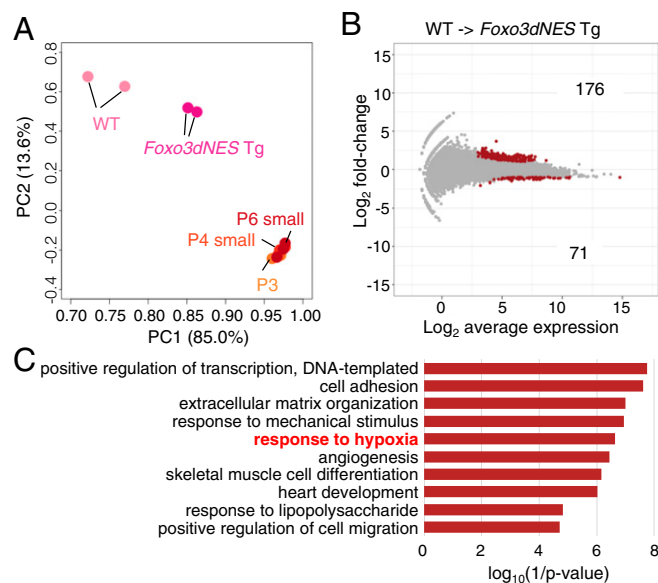 A
0.8
0.6
0.4
0.2
0.0
-0.2
-0.4
PC2 (13.6%)
WT
Foxo3dNES Tg
P6 small
P4 small
P3
0.70 0.75 0.80 0.85 0.90 0.95 1.00
PC1 (85.0%)
B
WT -> Foxo3dNES Tg
15
10
5
0
-5
-10
-15
Log2 fold-change
176
71
0 5 10 15
Log2 average expression
C
positive regulation of transcription, DNA-templated
cell adhesion
extracellular matrix organization
response to mechanical stimulus
response to hypoxia
angiogenesis
skeletal muscle cell differentiation
heart development
response to lipopolysaccharide
positive regulation of cell migration
0 2 4 6 8
log10(1/p-value)